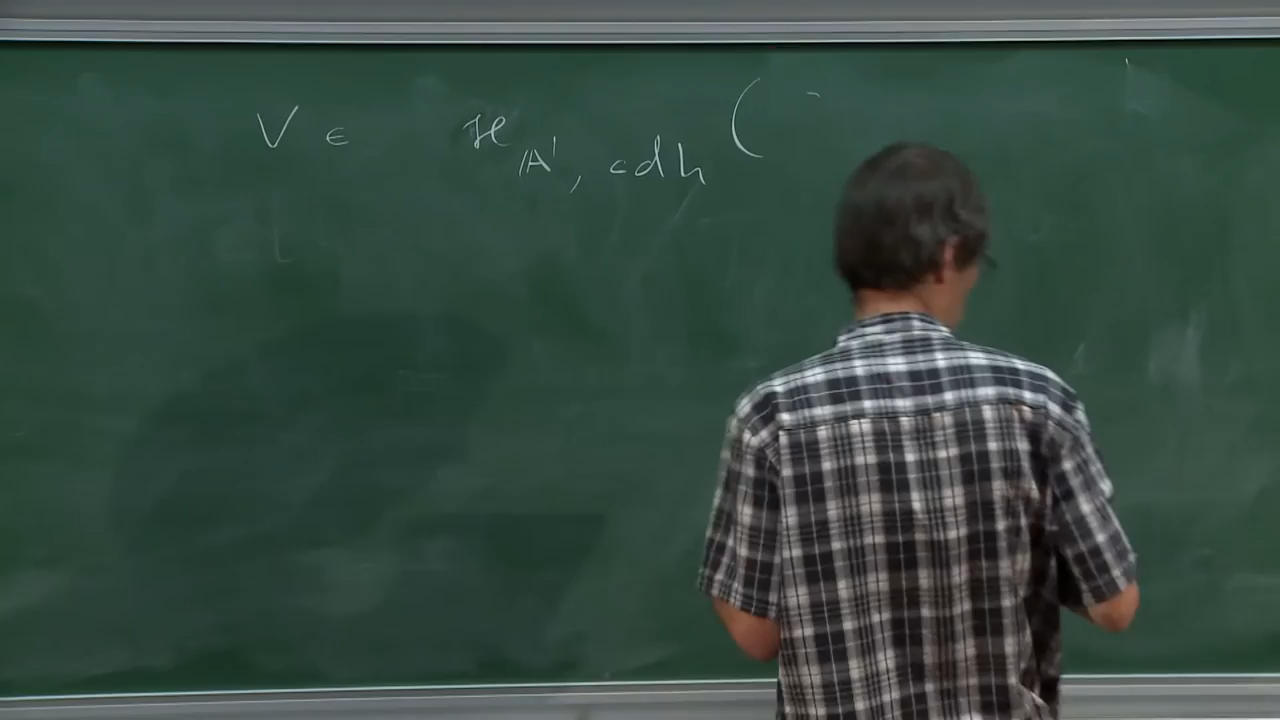 V ∈ ℋ_{𝔸¹, cdh} (